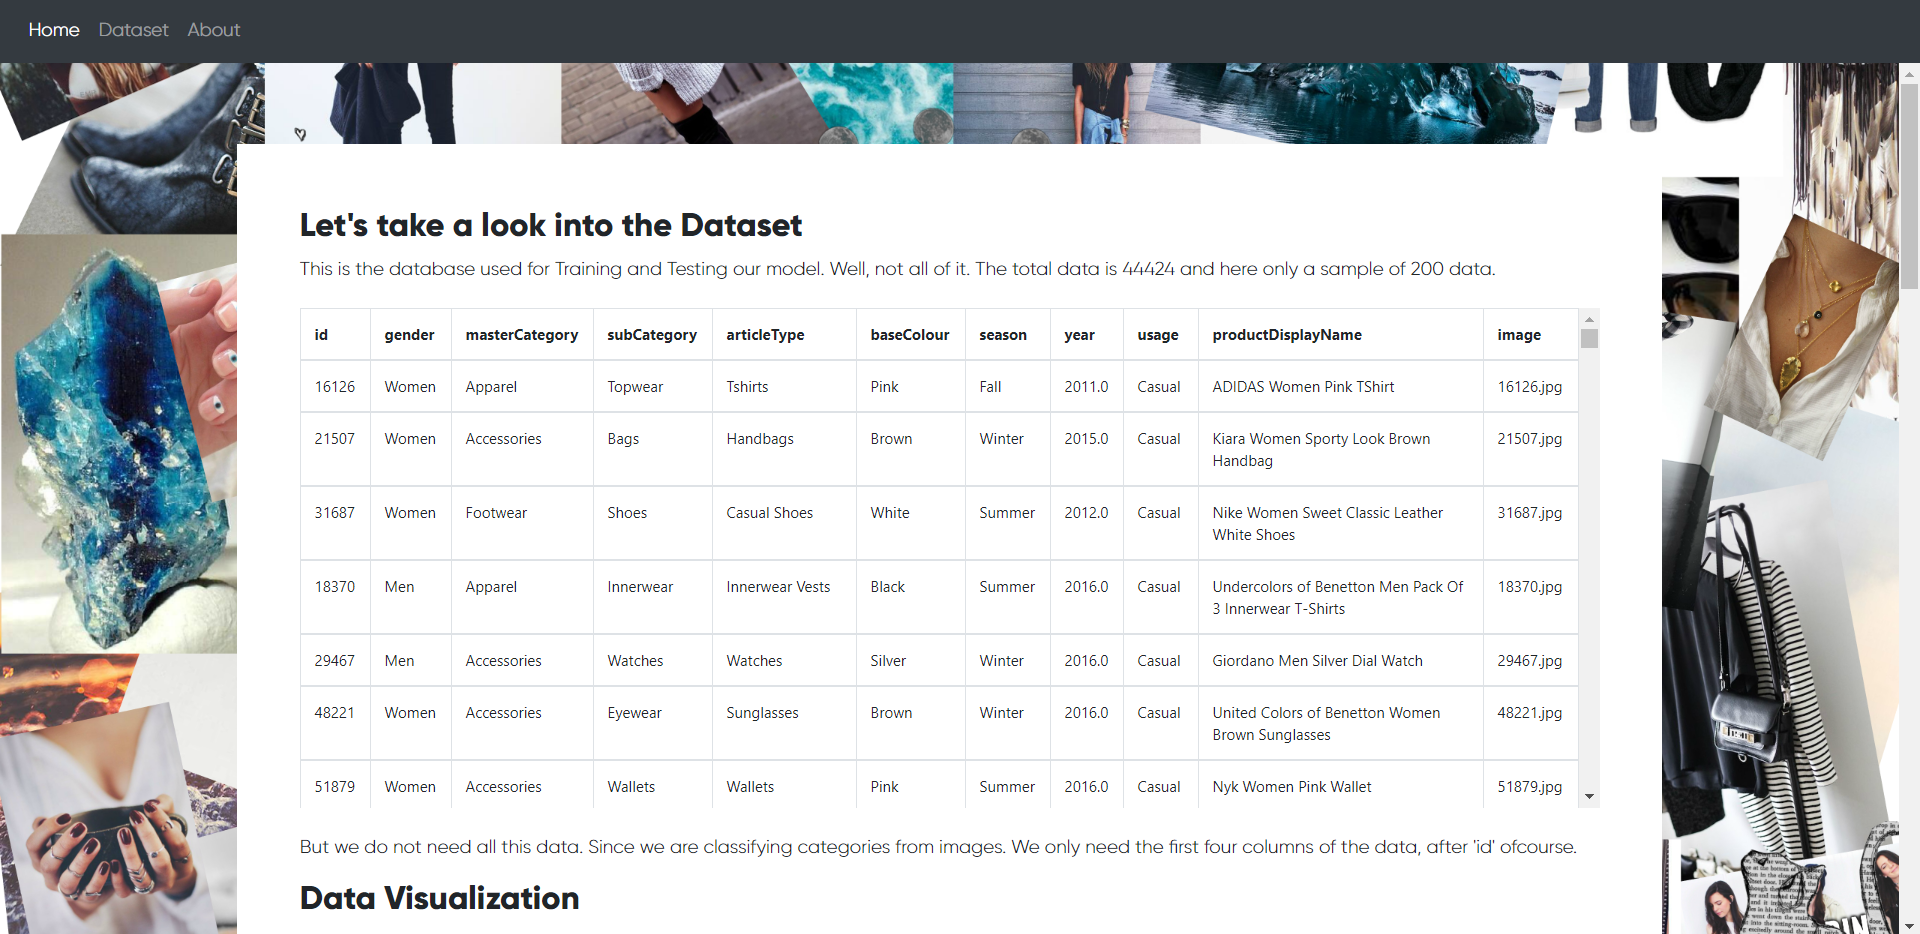 Home Dataset About
Let's take a look into the Dataset
This is the database used for Training and Testing our model. Well, not all of it. The total data is 44424 and here only a sample of 200 data.
id gender masterCategory subCategory articleType baseColour season year usage productDisplayName image
16126 Women Apparel Topwear Tshirts Pink Fall 2011.0 Casual ADIDAS Women Pink TShirt 16126.jpg
21507 Women Accessories Bags Handbags Brown Winter 2015.0 Casual Kiara Women Sporty Look Brown 21507.jpg
Handbag
31687 Women Footwear Shoes Casual Shoes White Summer 2012.0 Casual Nike Women Sweet Classic Leather 31687.jpg
White Shoes
18370 Men Apparel Innerwear Innerwear Vests Black Summer 2016.0 Casual Undercolors of Benetton Men Pack Of 18370.jpg
3 Innerwear T-Shirts
29467 Men Accessories Watches Watches Silver Winter 2016.0 Casual Giordano Men Silver Dial Watch 29467.jpg
48221 Women Accessories Eyewear Sunglasses Brown Winter 2016.0 Casual United Colors of Benetton Women 48221.jpg
Brown Sunglasses
51879 Women Accessories Wallets Wallets Pink Summer 2016.0 Casual Nyk Women Pink Wallet 51879.jpg
But we do not need all this data. Since we are classifying categories from images. We only need the first four columns of the data, after 'id' ofcourse.
Data Visualization